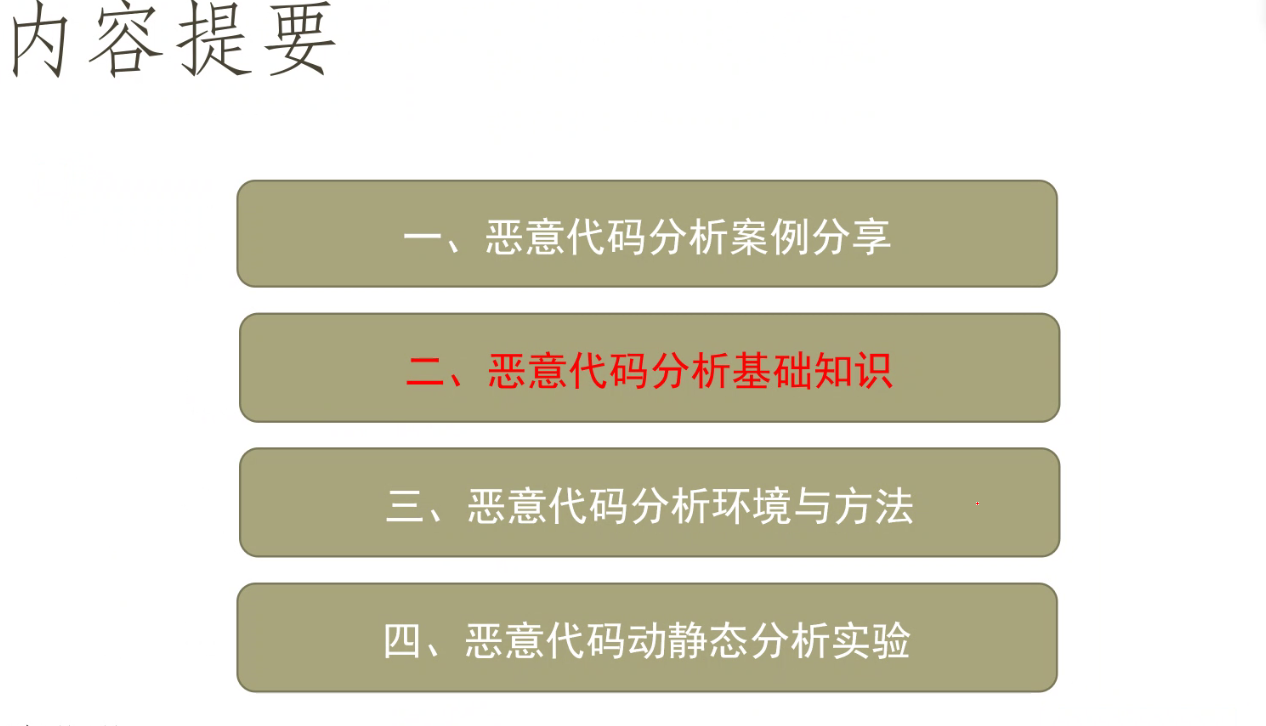 内容提要
一、恶意代码分析案例分享
二、恶意代码分析基础知识
三、恶意代码分析环境与方法
四、恶意代码动静态分析实验